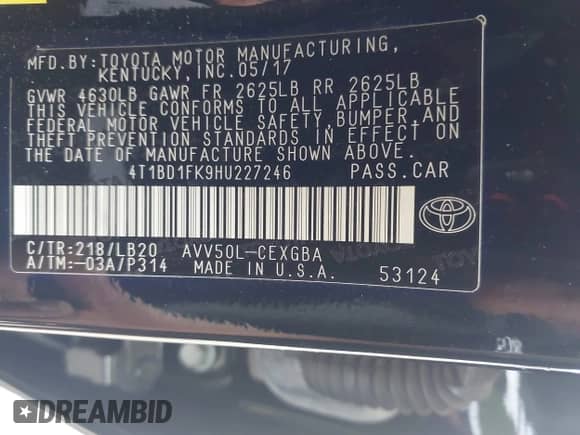 MFD.BY:TOYOTA MOTOR MANUFACTURING,
KENTUCKY,INC.05/17
GVWR 4630LB GAWR FR 2625LB RR 2625LB
THIS VEHICLE CONFORMS TO ALL APPLICABLE
FEDERAL MOTOR VEHICLE SAFETY, BUMPER,AND
THEFT PREVENTION STANDARDS IN EFFECT ON
THE DATE OF MANUFACTURE SHOWN ABOVE.
4T1BD1FK9HU227246 PASS.CAR
C/TR:218/LB20 AVV50L-CEXGBA
A/TM:-03A/P314 MADE IN U.S.A. 53124
DREAMBID